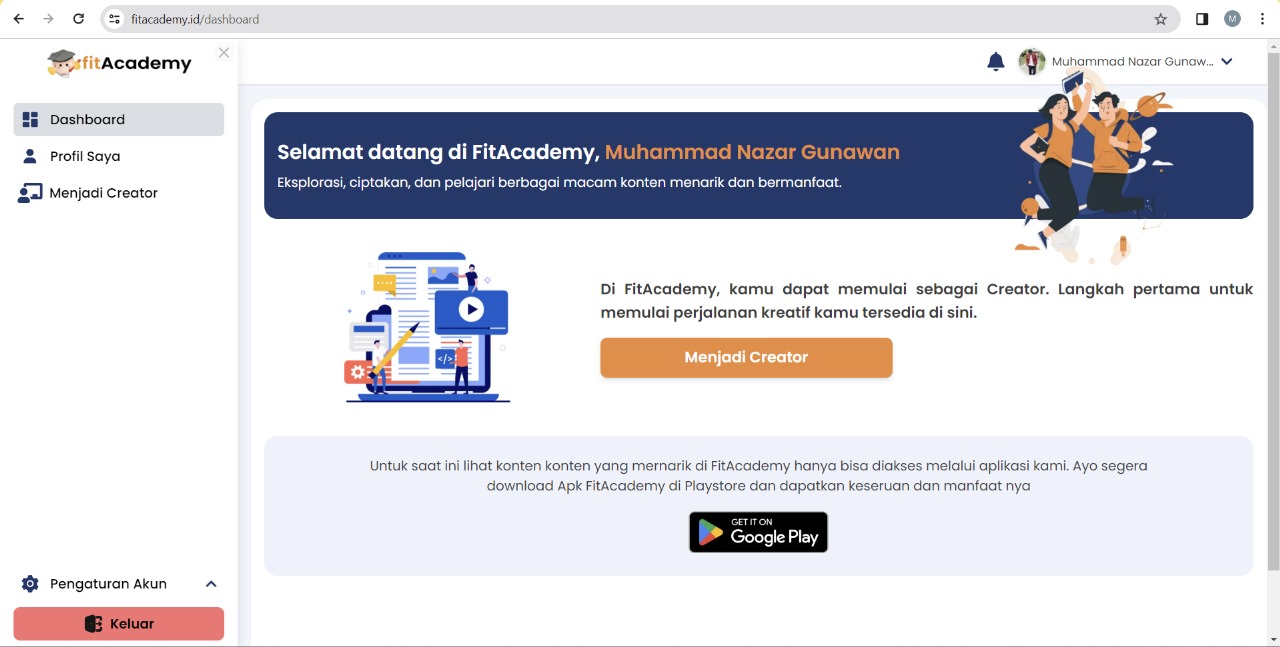 fitacademy.id/dashboard
M
fitAcademy
Muhammad Nazar Gunaw...
Dashboard
Profil Saya
Menjadi Creator
Selamat datang di FitAcademy, Muhammad Nazar Gunawan
Eksplorasi, ciptakan, dan pelajari berbagai macam konten menarik dan bermanfaat.
</>
Di FitAcademy, kamu dapat memulai sebagai Creator. Langkah pertama untuk
memulai perjalanan kreatif kamu tersedia di sini.
Menjadi Creator
Untuk saat ini lihat konten konten yang mernarik di FitAcademy hanya bisa diakses melalui aplikasi kami. Ayo segera
download Apk FitAcademy di Playstore dan dapatkan keseruan dan manfaat nya
GET IT ON
Google Play
Pengaturan Akun
Keluar